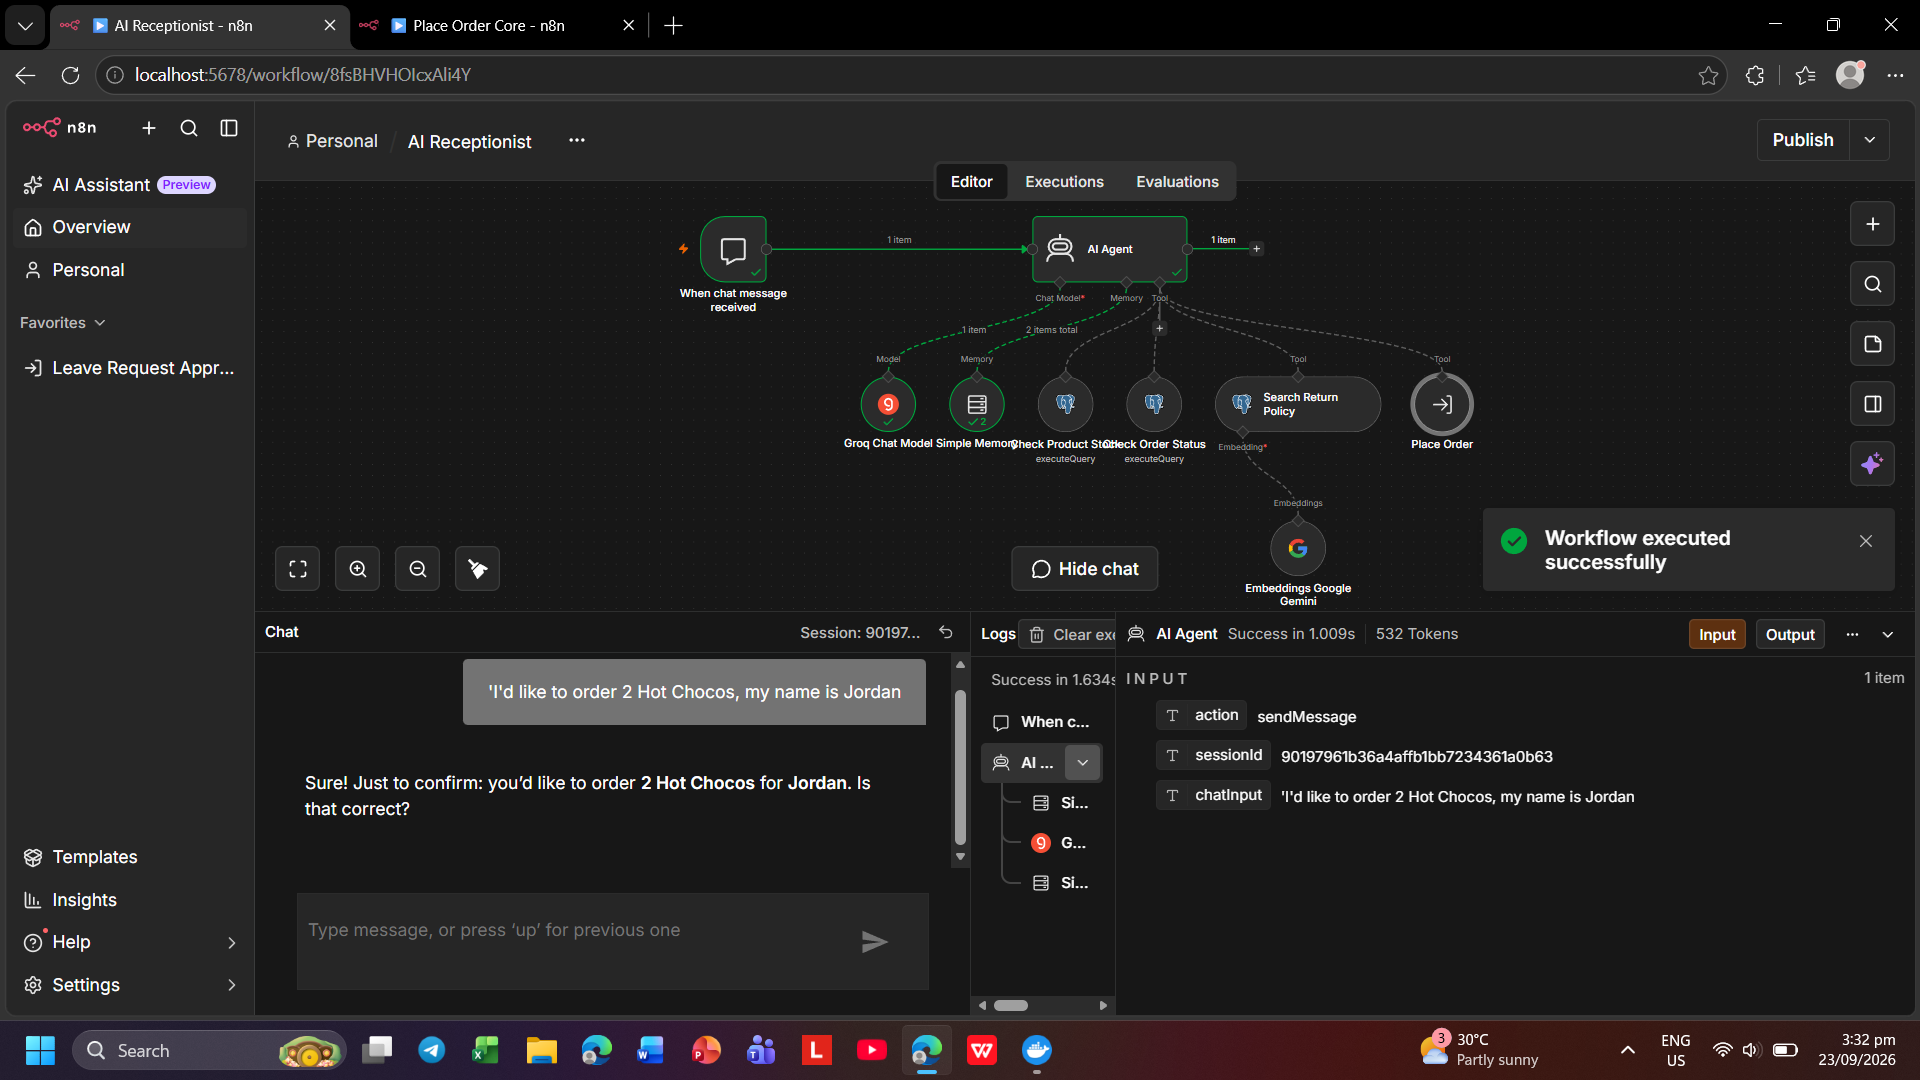 AI Receptionist - n8n
Place Order Core - n8n
localhost:5678/workflow/8fsBHVHOIcxAli4Y
n8n
Personal / AI Receptionist
Publish
Editor
Executions
Evaluations
AI Assistant Preview
Overview
Personal
Favorites
Leave Request Appr...
Templates
Insights
Help
Settings
1 item
AI Agent
1 item
When chat message
received
Chat Model*
Memory
Tool
1 item
2 items total
Model
Memory
Tool
Tool
Search Return
Policy
Groq Chat Model
Simple Memory
Check Product Stock
executeQuery
Check Order Status
executeQuery
Embedding*
Place Order
Embeddings
Embeddings Google
Gemini
2
Hide chat
Workflow executed
successfully
Chat
Session: 90197...
'I'd like to order 2 Hot Chocos, my name is Jordan
Sure! Just to confirm: you'd like to order 2 Hot Chocos for Jordan. Is
that correct?
Type message, or press 'up' for previous one
Logs
Clear exe
Success in 1.634s
When c...
AI ...
Si...
G...
Si...
AI Agent Success in 1.009s 532 Tokens
Input
Output
INPUT
1 item
T action sendMessage
T sessionId 90197961b36a4affb1bb7234361a0b63
T chatInput 'I'd like to order 2 Hot Chocos, my name is Jordan
Search
3
30°C
Partly sunny
ENG
US
3:32 pm
23/09/2026